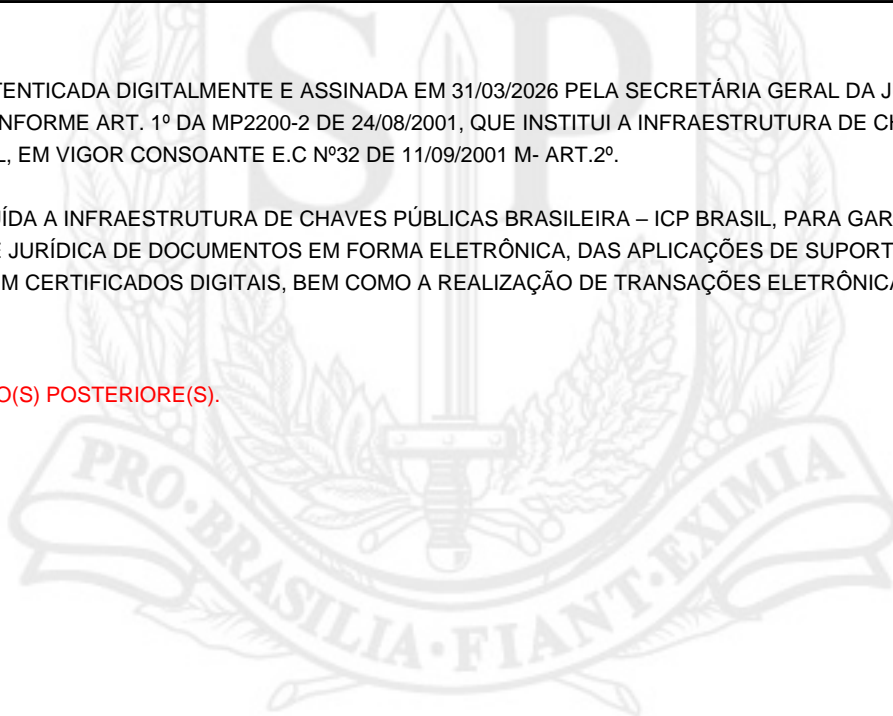 TENTICADA DIGITALMENTE E ASSINADA EM 31/03/2026 PELA SECRETÁRIA GERAL DA J
NFORME ART. 1º DA MP2200-2 DE 24/08/2001, QUE INSTITUI A INFRAESTRUTURA DE CH
L, EM VIGOR CONSOANTE E.C Nº32 DE 11/09/2001 M- ART.2º.
UÍDA A INFRAESTRUTURA DE CHAVES PÚBLICAS BRASILEIRA – ICP BRASIL, PARA GAR
E JURÍDICA DE DOCUMENTOS EM FORMA ELETRÔNICA, DAS APLICAÇÕES DE SUPORT
M CERTIFICADOS DIGITAIS, BEM COMO A REALIZAÇÃO DE TRANSAÇÕES ELETRÔNICA
O(S) POSTERIORE(S).
SP
PRO·BRASILIA·FIANT·EXIMIA